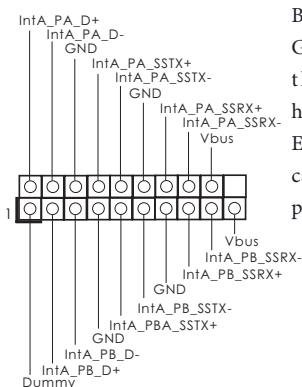 IntA_PA_D+
IntA_PA_D-
GND
IntA_PA_SSTX+
IntA_PA_SSTX-
GND
IntA_PA_SSRX+
IntA_PA_SSRX-
Vbus
1
Vbus
IntA_PB_SSRX-
IntA_PB_SSRX+
GND
IntA_PB_SSTX-
IntA_PBA_SSTX+
GND
IntA_PB_D-
IntA_PB_D+
Dummy